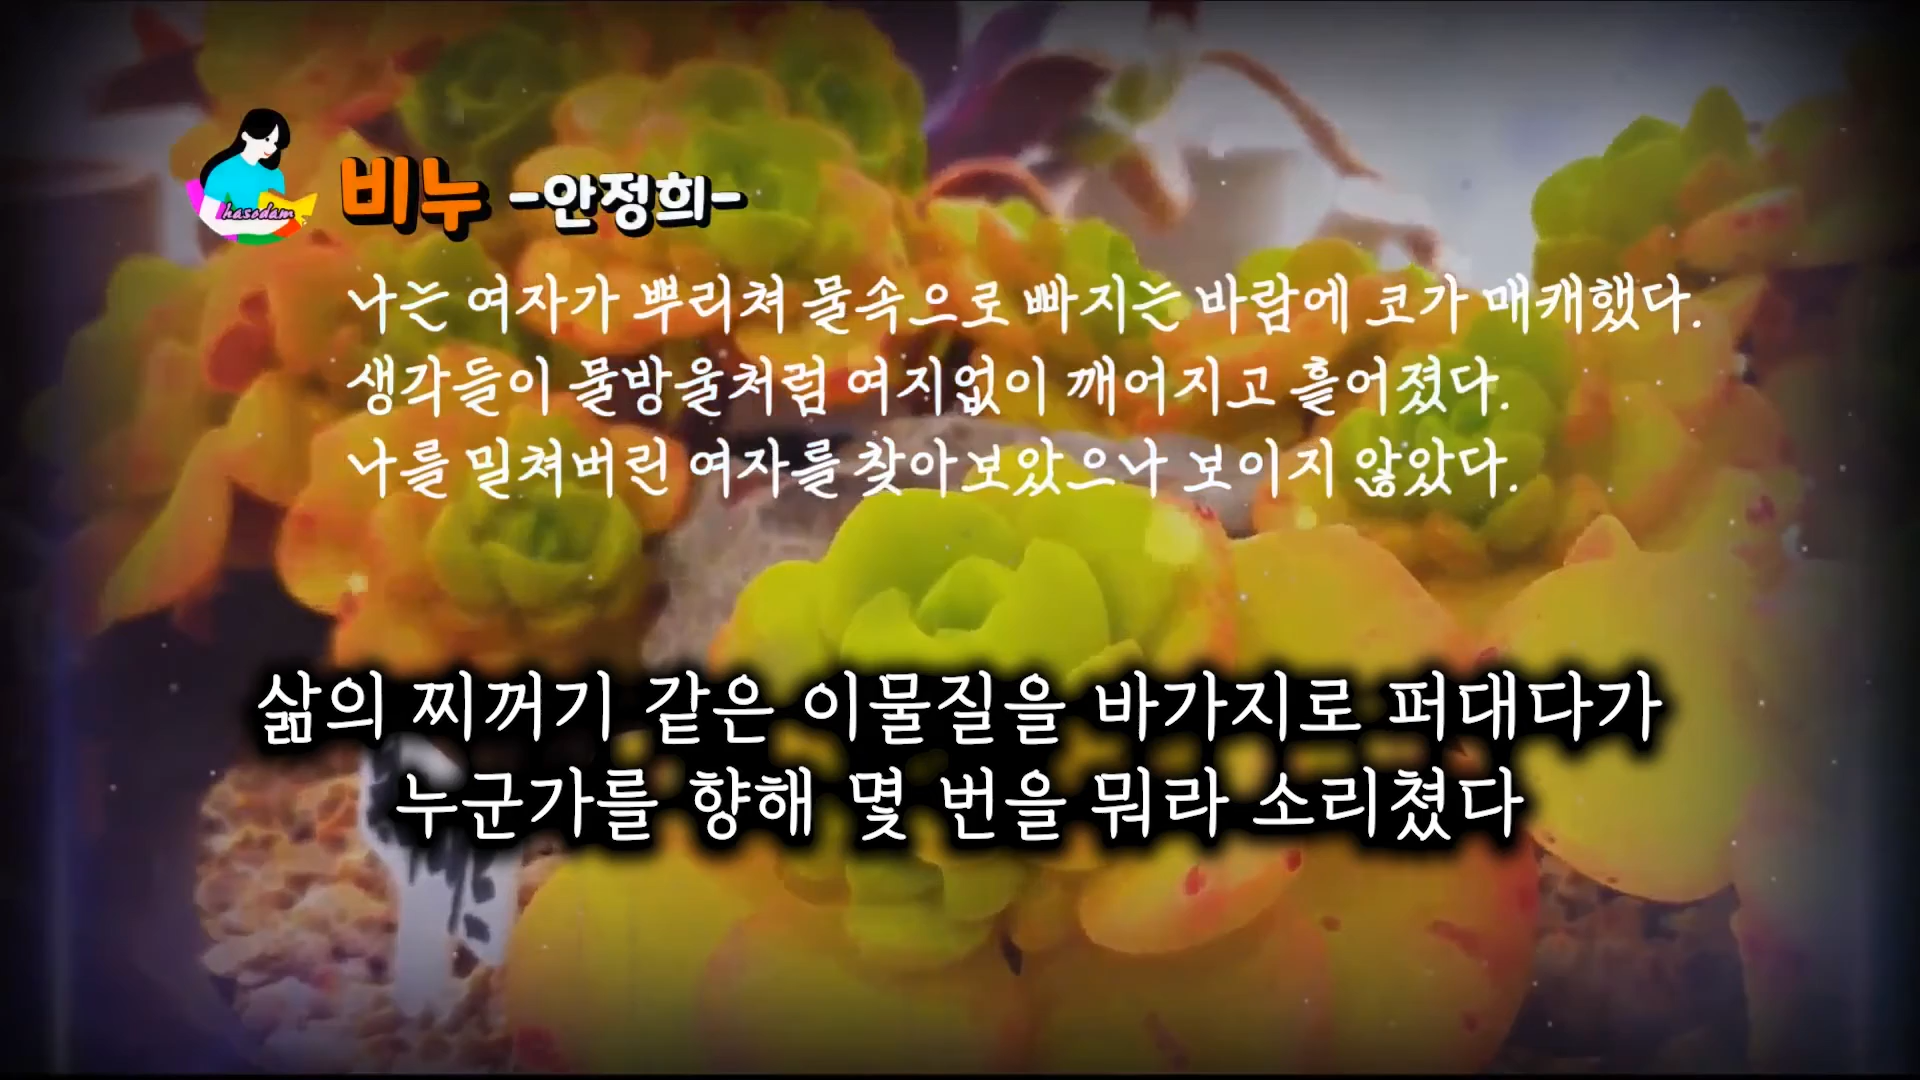 hasodam
비누 -안정희-
나는 여자가 뿌리쳐 물속으로 빠지는 바람에 코가 매캐했다.
생각들이 물방울처럼 여지없이 깨어지고 흩어졌다.
나를 밀쳐버린 여자를 찾아보았으나 보이지 않았다.
삶의 찌꺼기 같은 이물질을 바가지로 퍼대다가
누군가를 향해 몇 번을 뭐라 소리쳤다